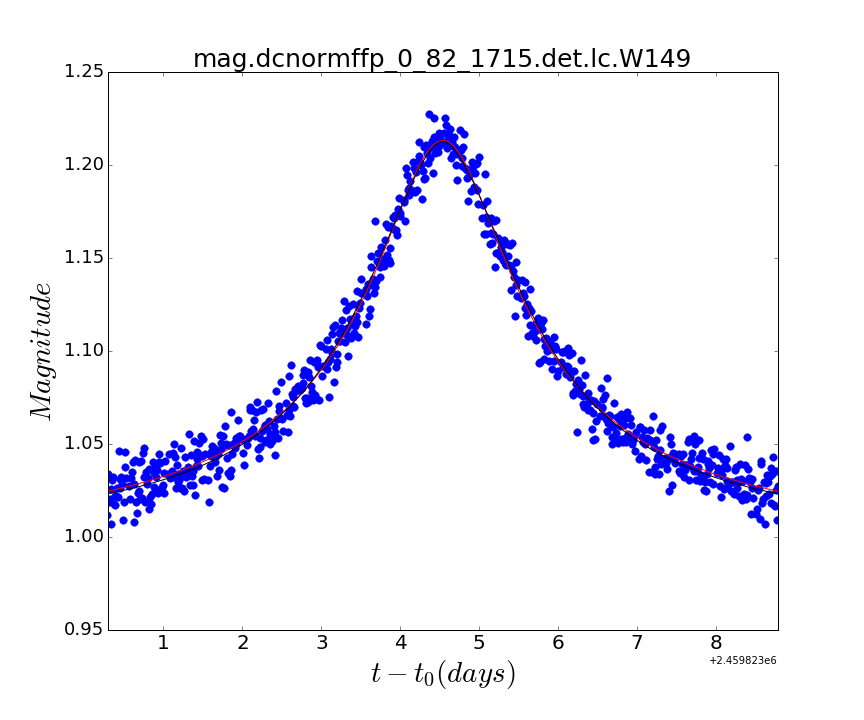 mag.dcnormffp_0_82_1715.det.lc.W149
1.25
1.20
1.15
1.10
1.05
1.00
0.95
Magnitude
1 2 3 4 5 6 7 8
+2.459823e6
t − t₀(days)